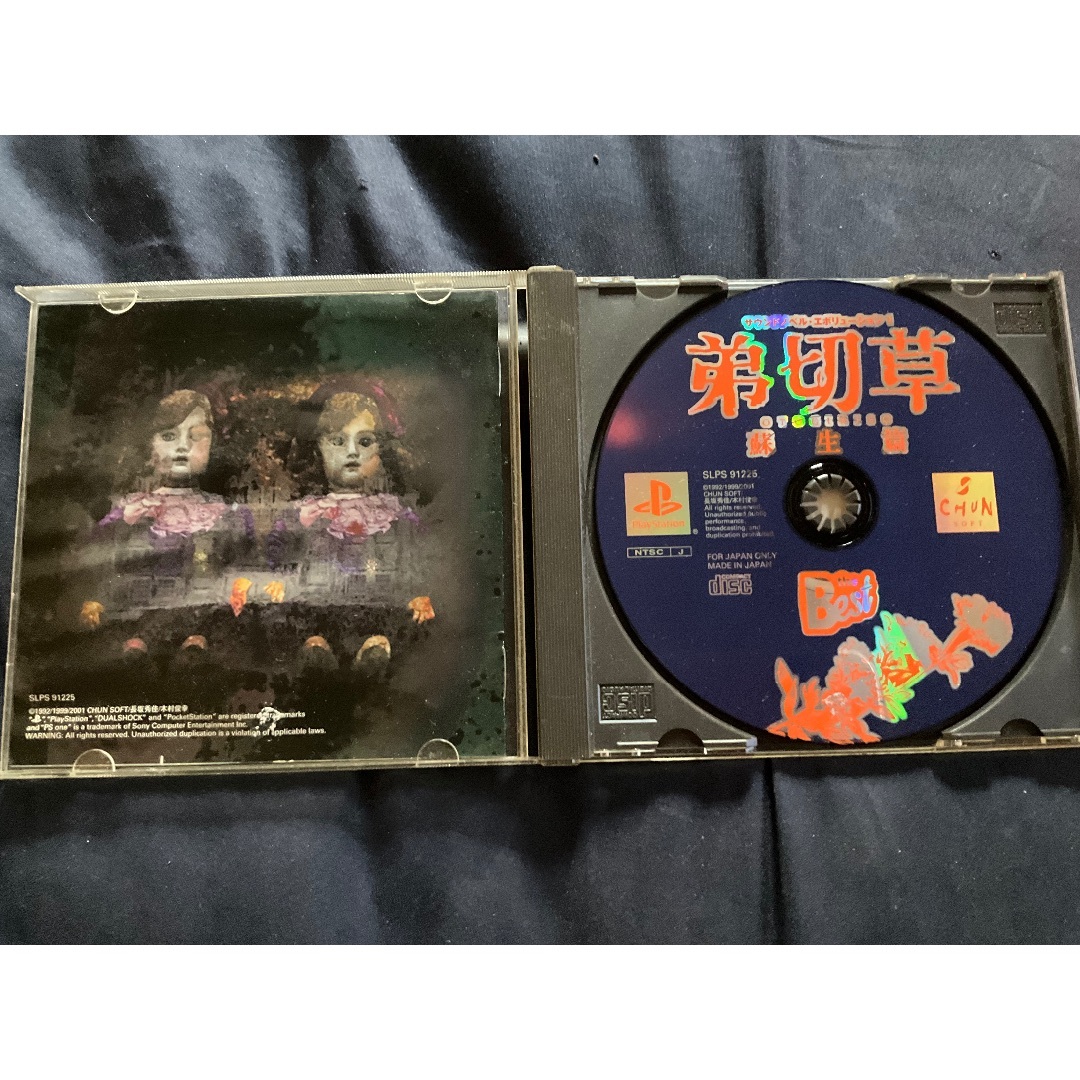 SLPS 91225
©1992/1999/2001 CHUN SOFT/長坂秀佳/本村俊幸
"PlayStation", "DUALSHOCK" and "PocketStation" are registered trademarks
and "PS one" is a trademark of Sony Computer Entertainment Inc.
WARNING: All rights reserved. Unauthorized duplication is a violation of applicable laws.
サウンドノベル・エボリューション1
弟切草
OTOGIRISO
蘇生篇
SLPS 91225
©1992/1999/2001
CHUN SOFT
長坂秀佳/本村俊幸
All rights reserved.
Unauthorized public
performance,
broadcasting, and
duplication prohibited.
PlayStation
®
NTSC J
FOR JAPAN ONLY
MADE IN JAPAN
COMPACT
disc
CHUN
SOFT
the
Best